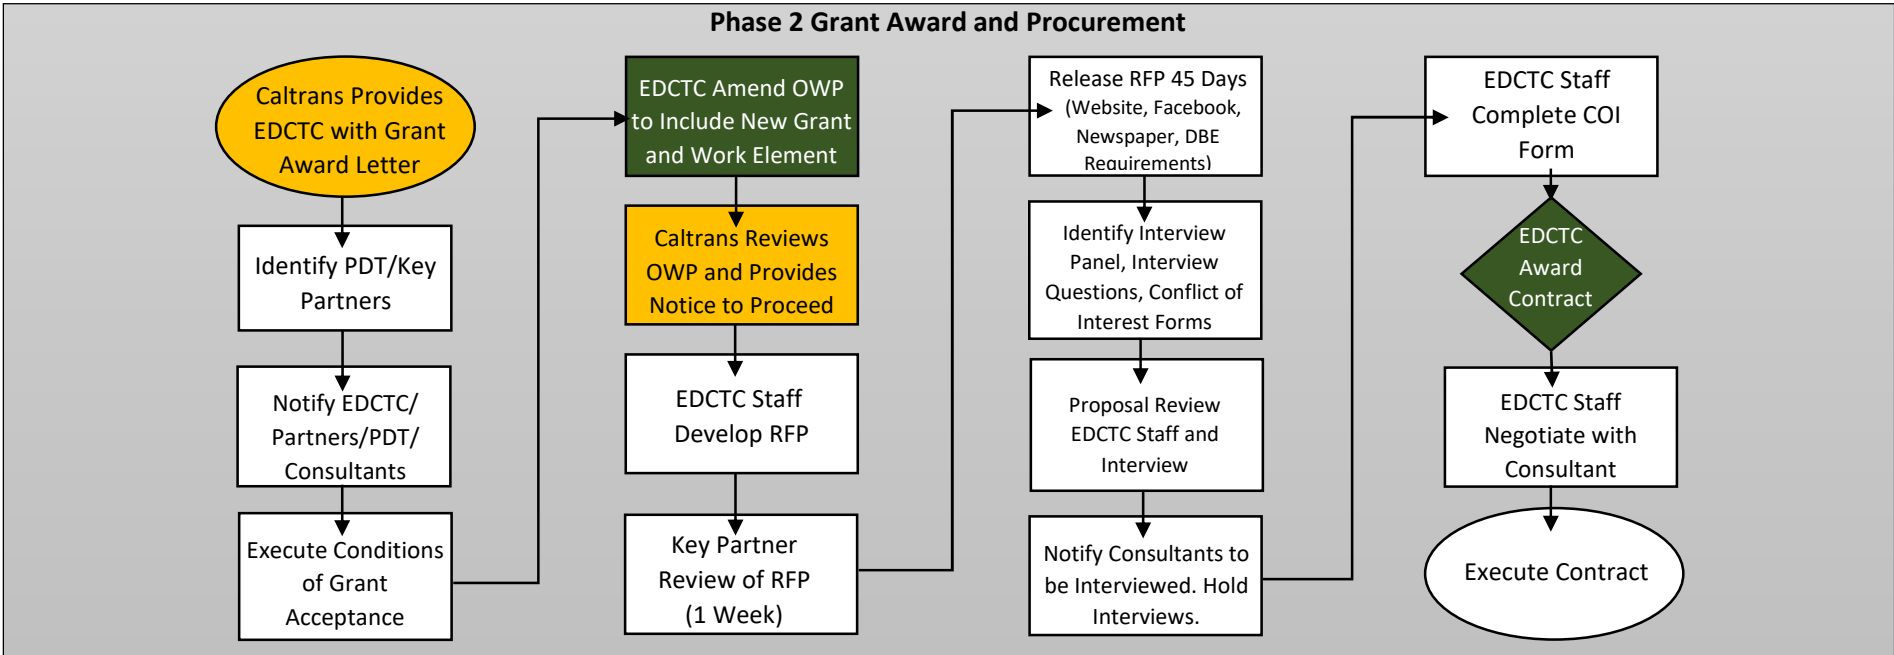 Phase 2 Grant Award and Procurement
Caltrans Provides
EDCTC with Grant
Award Letter
Identify PDT/Key
Partners
Notify EDCTC/
Partners/PDT/
Consultants
Execute Conditions
of Grant
Acceptance
EDCTC Amend OWP
to Include New Grant
and Work Element
Caltrans Reviews
OWP and Provides
Notice to Proceed
EDCTC Staff
Develop RFP
Key Partner
Review of RFP
(1 Week)
Release RFP 45 Days
(Website, Facebook,
Newspaper, DBE
Requirements)
Identify Interview
Panel, Interview
Questions, Conflict of
Interest Forms
Proposal Review
EDCTC Staff and
Interview
Notify Consultants to
be Interviewed. Hold
Interviews.
EDCTC Staff
Complete COI
Form
EDCTC
Award
Contract
EDCTC Staff
Negotiate with
Consultant
Execute Contract